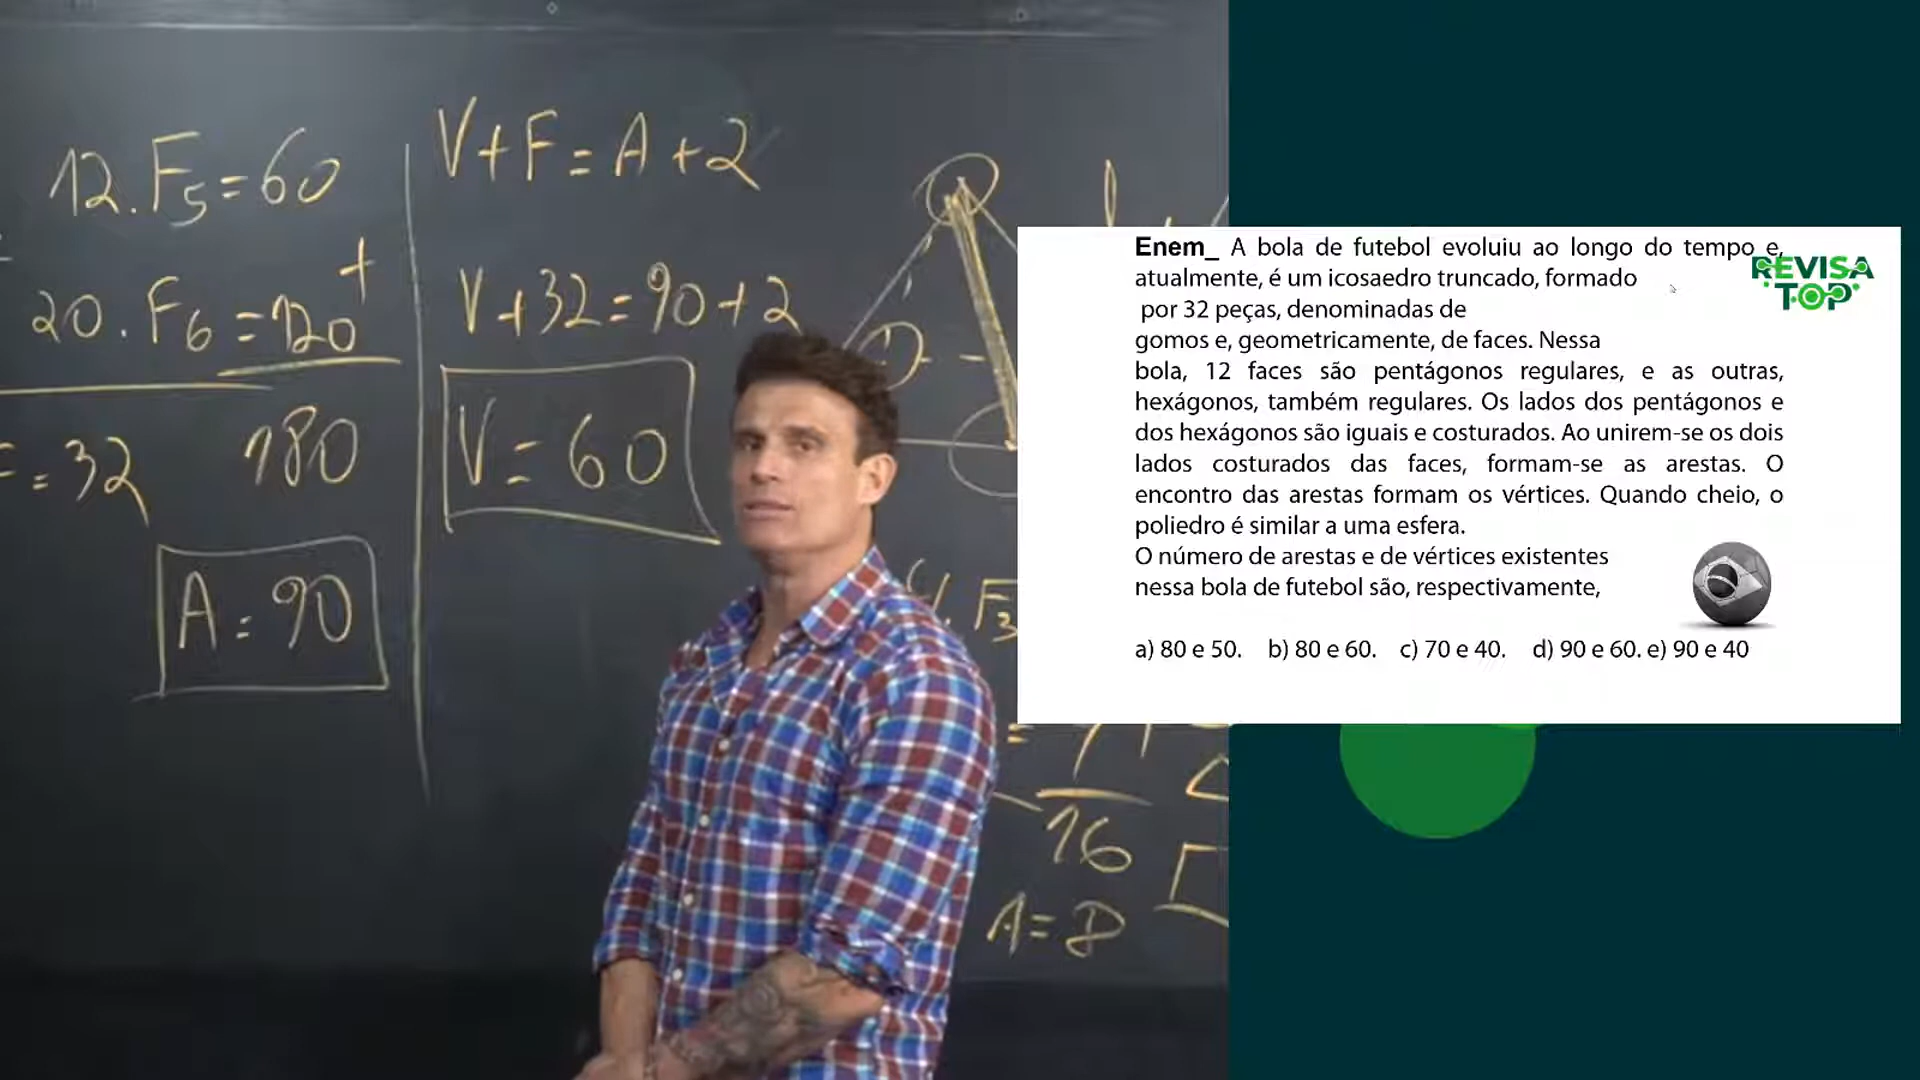 12.F5=60
20.F6=120
+
=32
180
A=90
V+F=A+2
V+32=90+2
V=60
16
A=8
Enem_ A bola de futebol evoluiu ao longo do tempo e,
atualmente, é um icosaedro truncado, formado
por 32 peças, denominadas de
gomos e, geometricamente, de faces. Nessa
bola, 12 faces são pentágonos regulares, e as outras,
hexágonos, também regulares. Os lados dos pentágonos e
dos hexágonos são iguais e costurados. Ao unirem-se os dois
lados costurados das faces, formam-se as arestas. O
encontro das arestas formam os vértices. Quando cheio, o
poliedro é similar a uma esfera.
O número de arestas e de vértices existentes
nessa bola de futebol são, respectivamente,
a) 80 e 50. b) 80 e 60. c) 70 e 40. d) 90 e 60. e) 90 e 40
REVISA
TOP